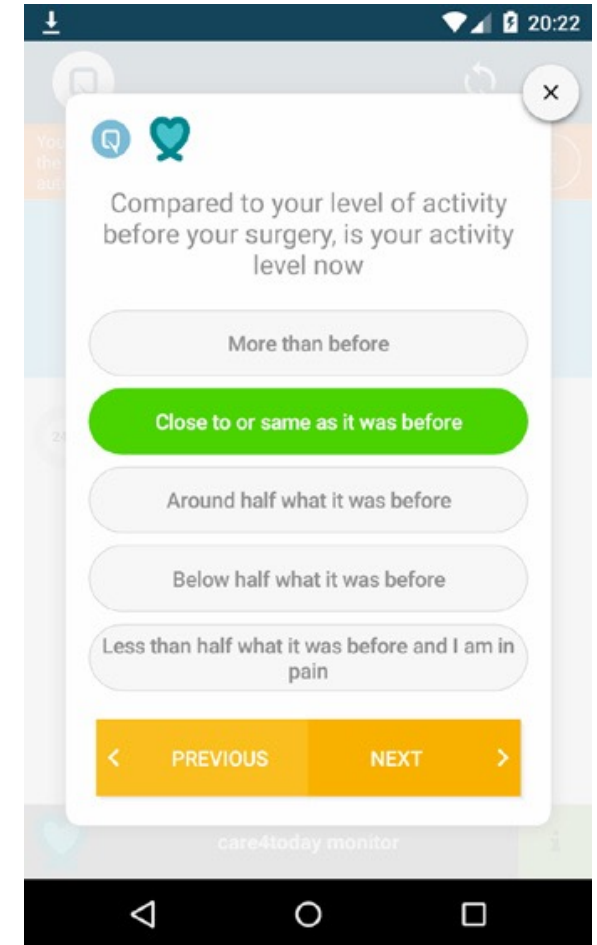 20:22
You
the
Compared to your level of activity
before your surgery, is your activity
level now
More than before
Close to or same as it was before
Around half what it was before
Below half what it was before
Less than half what it was before and I am in
pain
PREVIOUS NEXT
care4today monitor